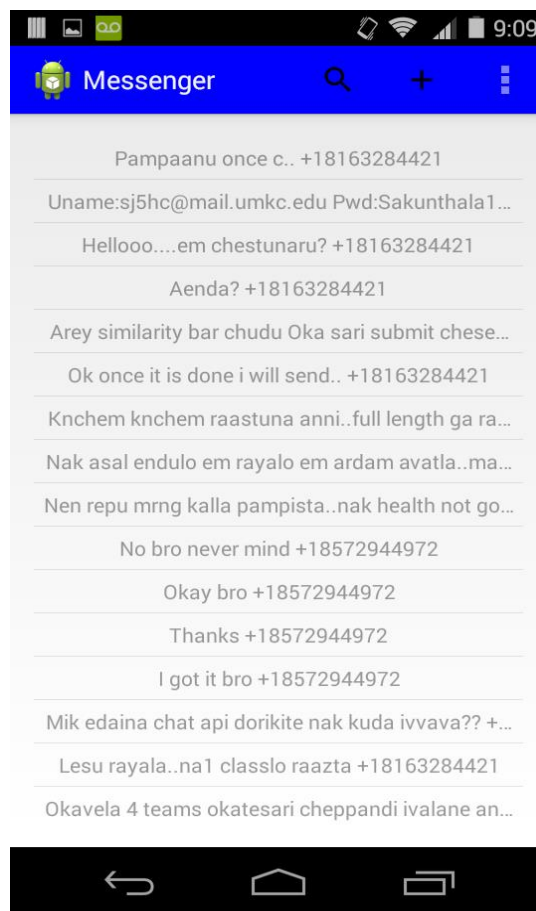 9:09
Messenger
Pampaanu once c.. +18163284421
Uname:sj5hc@mail.umkc.edu Pwd:Sakunthala1...
Hellooo....em chestunaru? +18163284421
Aenda? +18163284421
Arey similarity bar chudu Oka sari submit chese...
Ok once it is done i will send.. +18163284421
Knchem knchem raastuna anni..full length ga ra...
Nak asal endulo em rayalo em ardam avatla..ma...
Nen repu mrng kalla pampista..nak health not go...
No bro never mind +18572944972
Okay bro +18572944972
Thanks +18572944972
I got it bro +18572944972
Mik edaina chat api dorikite nak kuda ivvava?? +...
Lesu rayala..na1 classlo raazta +18163284421
Okavela 4 teams okatesari cheppandi ivalane an...